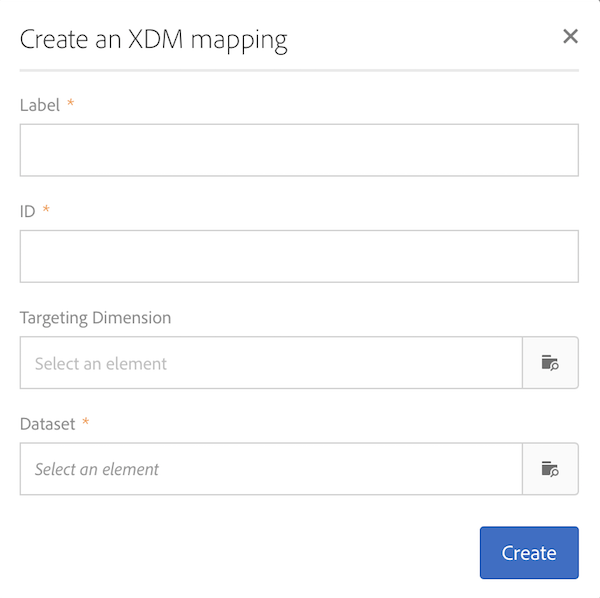 Create an XDM mapping
Label *
ID *
Targeting Dimension
Select an element
Dataset *
Select an element
Create